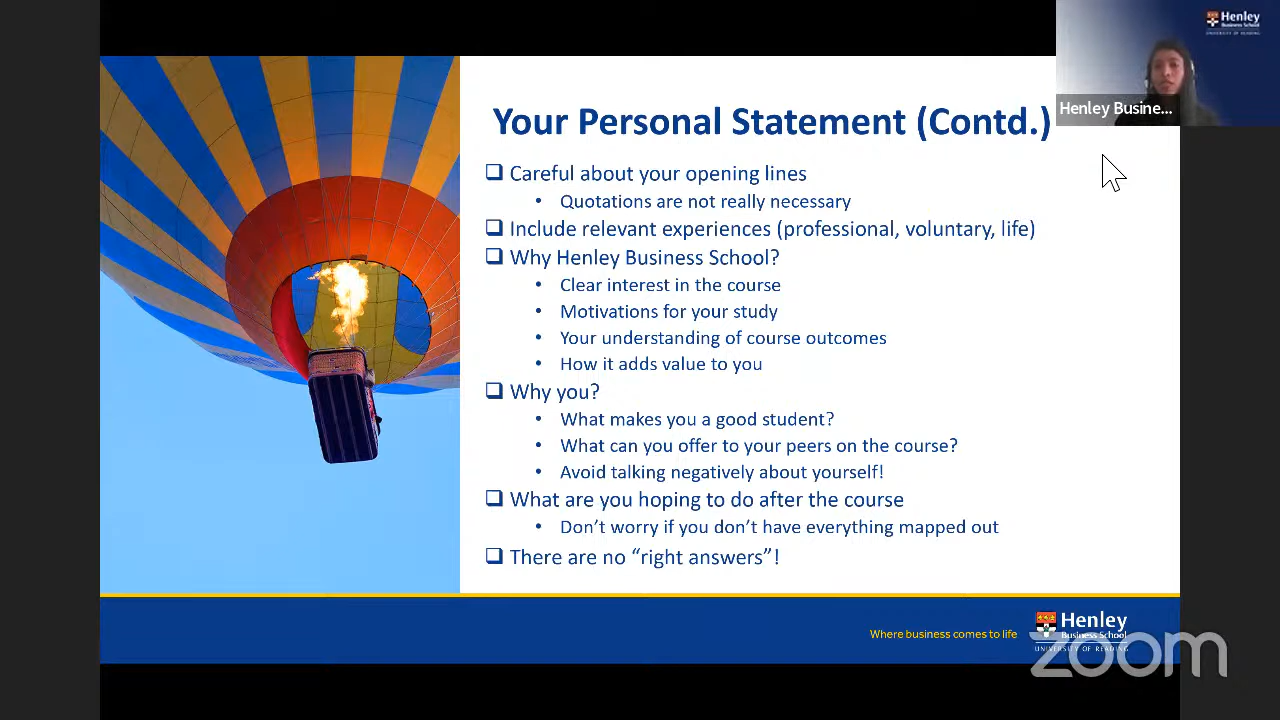 Henley
Business School
UNIVERSITY OF READING
Henley Busine...
Your Personal Statement (Contd.)
❑ Careful about your opening lines
• Quotations are not really necessary
❑ Include relevant experiences (professional, voluntary, life)
❑ Why Henley Business School?
• Clear interest in the course
• Motivations for your study
• Your understanding of course outcomes
• How it adds value to you
❑ Why you?
• What makes you a good student?
• What can you offer to your peers on the course?
• Avoid talking negatively about yourself!
❑ What are you hoping to do after the course
• Don’t worry if you don’t have everything mapped out
❑ There are no “right answers”!
Where business comes to life
Henley
Business School
UNIVERSITY OF READING
zoom